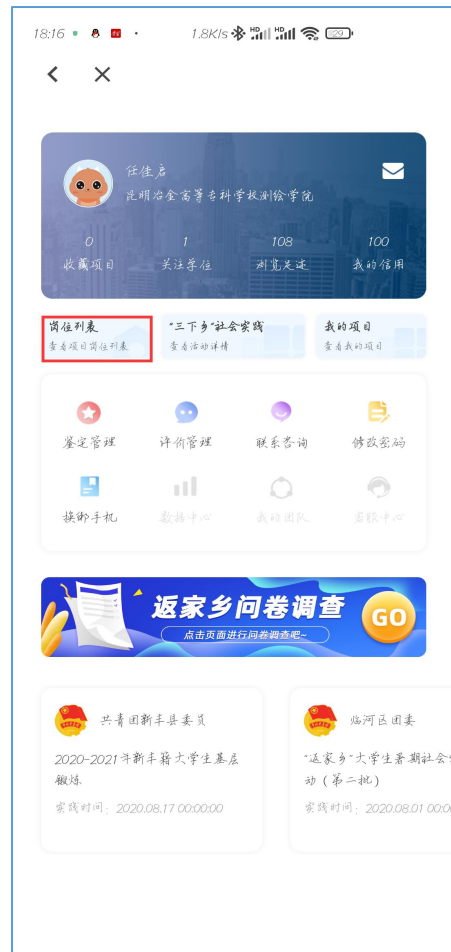 18:16 1.8K/s HD HD 29
任佳启
昆明冶金高等专科学校测绘学院
0 1 108 100
收藏项目 关注单位 浏览足迹 我的信用
岗位列表 “三下乡”社会实践 我的项目
查看项目岗位列表 查看活动详情 查看我的项目
鉴定管理 评价管理 联系咨询 修改密码
换绑手机 数据中心 我的团队 客服中心
返家乡问卷调查 GO
点击页面进行问卷调查吧~
共青团新丰县委员 临河区团委
2020-2021年新丰籍大学生基层 “返家乡”大学生暑期社会
锻炼 动(第二批)
实践时间：2020.08.17 00:00:00 实践时间：2020.08.01 00:00